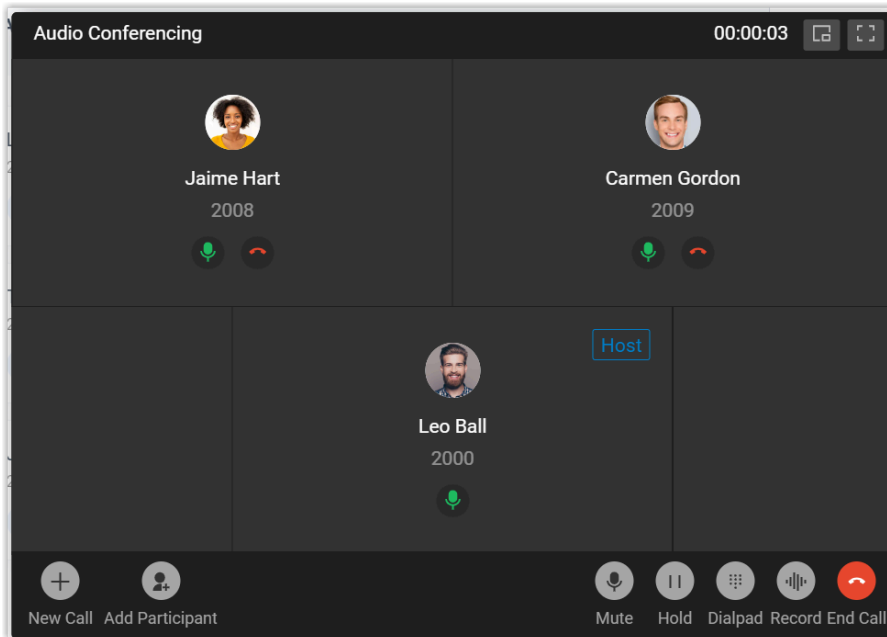 Audio Conferencing 00:00:03
Jaime Hart Carmen Gordon
2008 2009
Host
Leo Ball
2000
New Call Add Participant Mute Hold Dialpad Record End Call